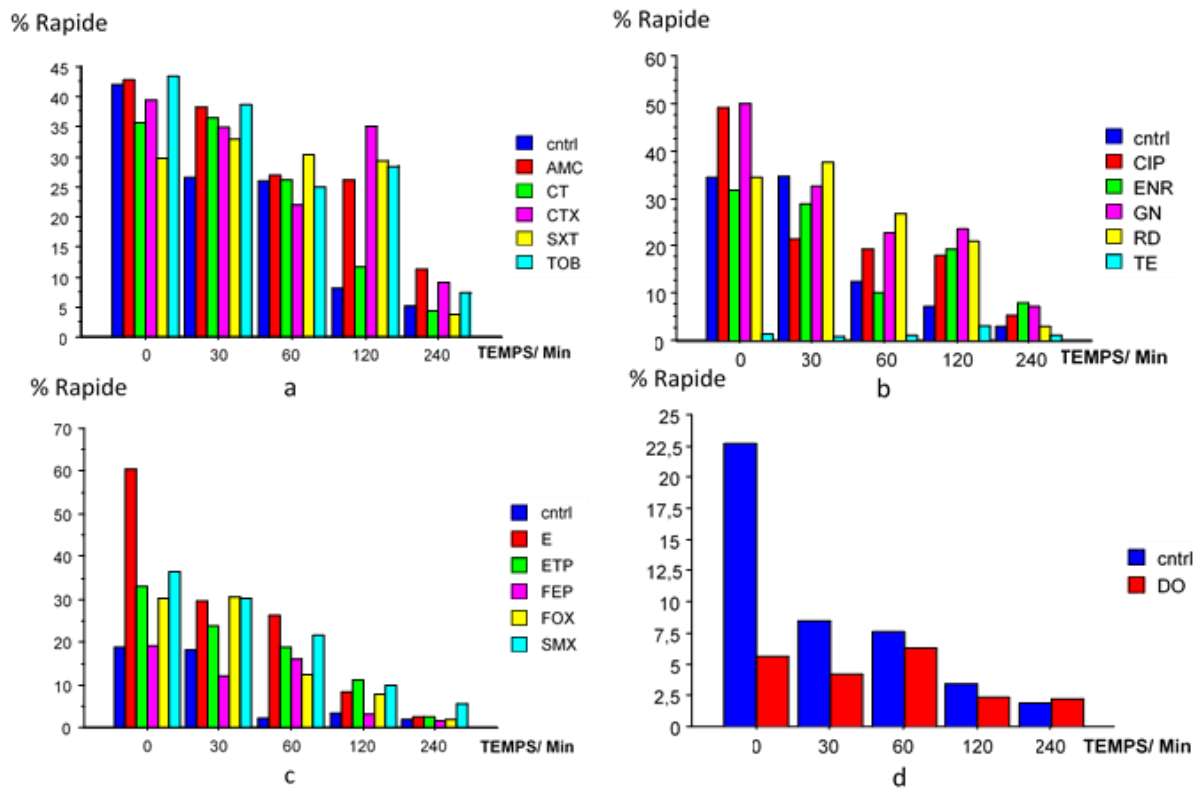 % Rapide
45
40
35
30
25
20
15
10
5
0
0 30 60 120 240 TEMPS/ Min
cntrl
AMC
CT
CTX
SXT
TOB
a
% Rapide
60
50
40
30
20
10
0
0 30 60 120 240 TEMPS/ Min
cntrl
CIP
ENR
GN
RD
TE
b
% Rapide
70
60
50
40
30
20
10
0
0 30 60 120 240 TEMPS/ Min
cntrl
E
ETP
FEP
FOX
SMX
c
% Rapide
25
22,5
20
17,5
15
12,5
10
7,5
5
2,5
0
0 30 60 120 240 TEMPS/ Min
cntrl
DO
d